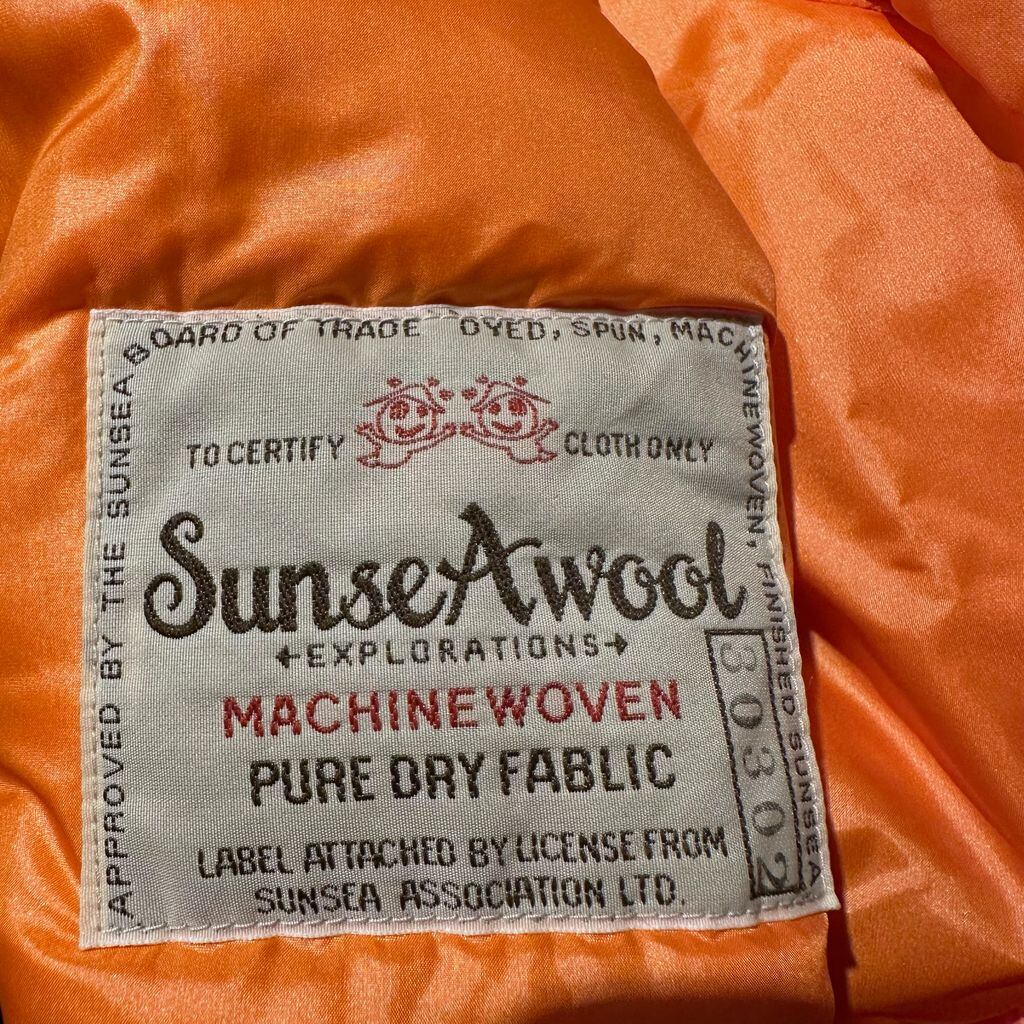 APPROVED BY THE SUNSEA BOARD OF TRADE DYED, SPUN, MACHINEWOVEN, FINISHED SUNSEA
TO CERTIFY CLOTH ONLY
SunseAwool
EXPLORATIONS
MACHINEWOVEN
PURE DRY FABLIC
30302
LABEL ATTACHED BY LICENSE FROM
SUNSEA ASSOCIATION LTD.